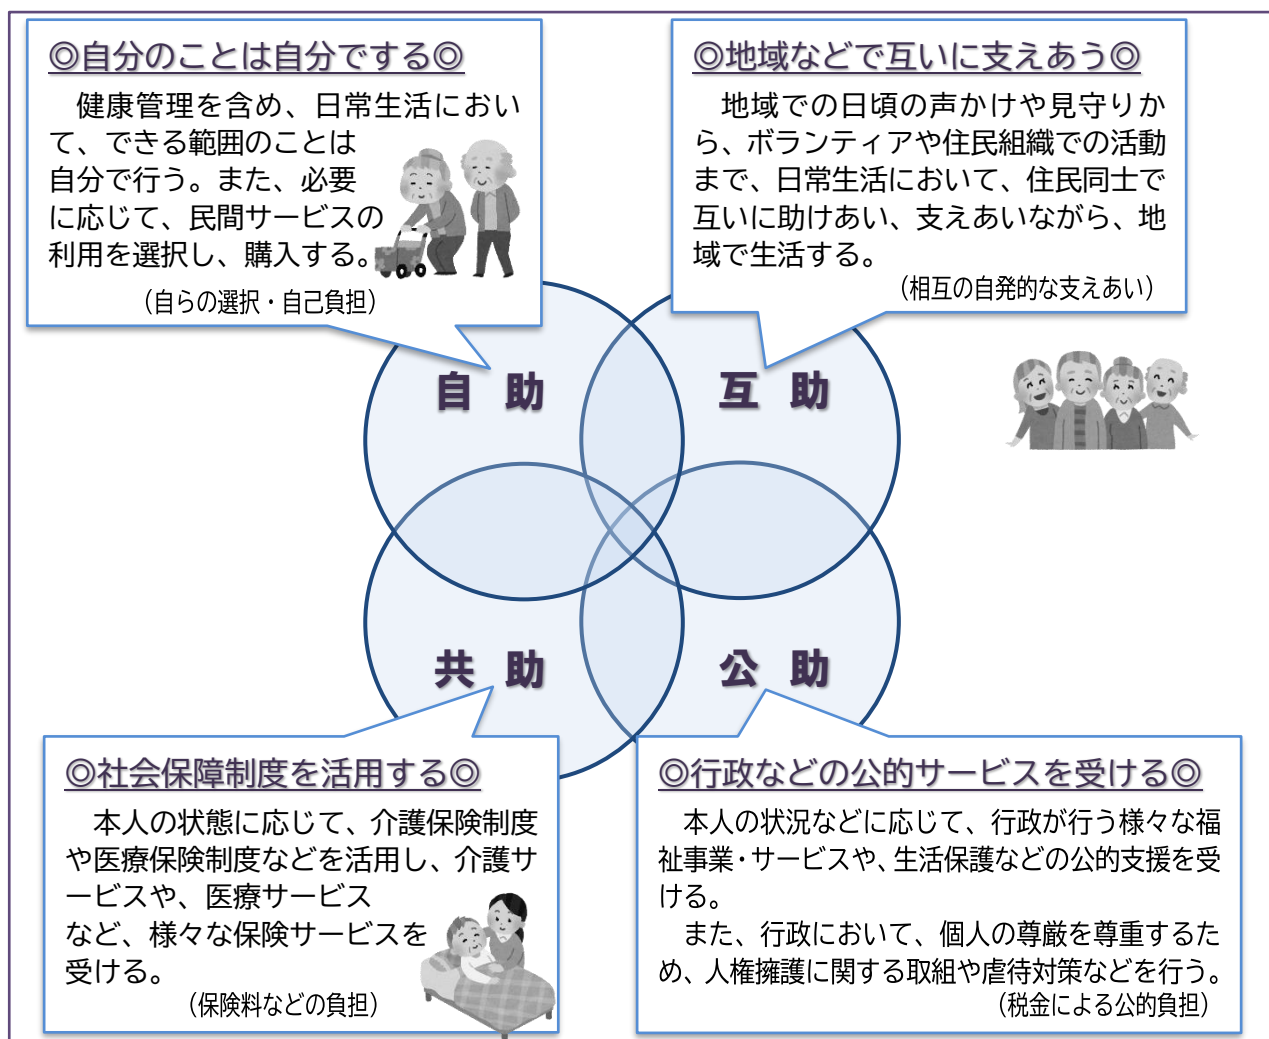 ◎自分のことは自分でする◎
健康管理を含め、日常生活におい
て、できる範囲のことは
自分で行う。また、必要
に応じて、民間サービスの
利用を選択し、購入する。
（自らの選択・自己負担）
◎地域などで互いに支えあう◎
地域での日頃の声かけや見守りか
ら、ボランティアや住民組織での活動
まで、日常生活において、住民同士で
互いに助けあい、支えあいながら、地
域で生活する。
（相互の自発的な支えあい）
自 助
互 助
共 助
公 助
◎社会保障制度を活用する◎
本人の状態に応じて、介護保険制度
や医療保険制度などを活用し、介護サ
ービスや、医療サービス
など、様々な保険サービスを
受ける。
（保険料などの負担）
◎行政などの公的サービスを受ける◎
本人の状況などに応じて、行政が行う様々な福
祉事業・サービスや、生活保護などの公的支援を受
ける。
また、行政において、個人の尊厳を尊重するた
め、人権擁護に関する取組や虐待対策などを行う。
（税金による公的負担）